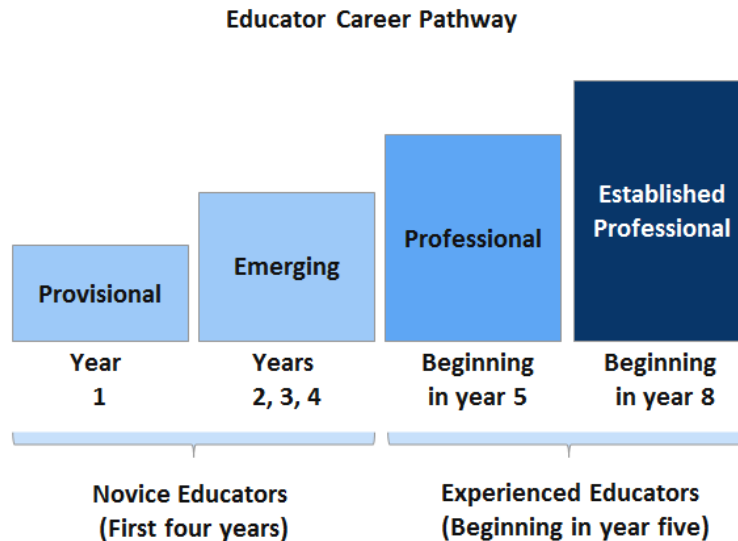 Educator Career Pathway
Provisional
Emerging
Professional
Established
Professional
Year
1
Years
2, 3, 4
Beginning
in year 5
Beginning
in year 8
Novice Educators
(First four years)
Experienced Educators
(Beginning in year five)